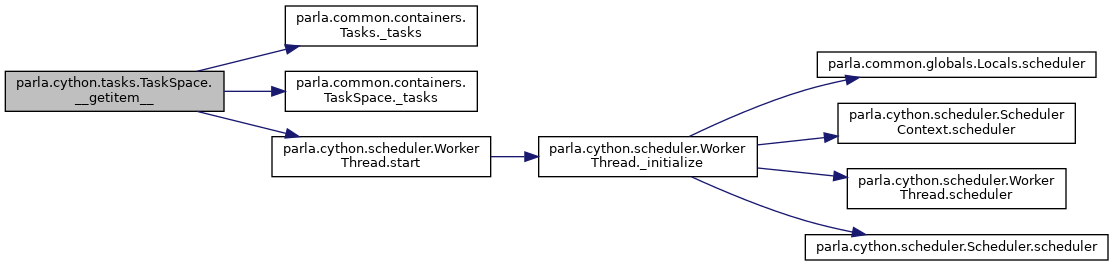 parla.cython.tasks.TaskSpace.
__getitem__
parla.common.containers.
Tasks._tasks
parla.common.containers.
TaskSpace._tasks
parla.cython.scheduler.Worker
Thread.start
parla.cython.scheduler.Worker
Thread._initialize
parla.common.globals.Locals.scheduler
parla.cython.scheduler.Scheduler
Context.scheduler
parla.cython.scheduler.Worker
Thread.scheduler
parla.cython.scheduler.Scheduler.scheduler